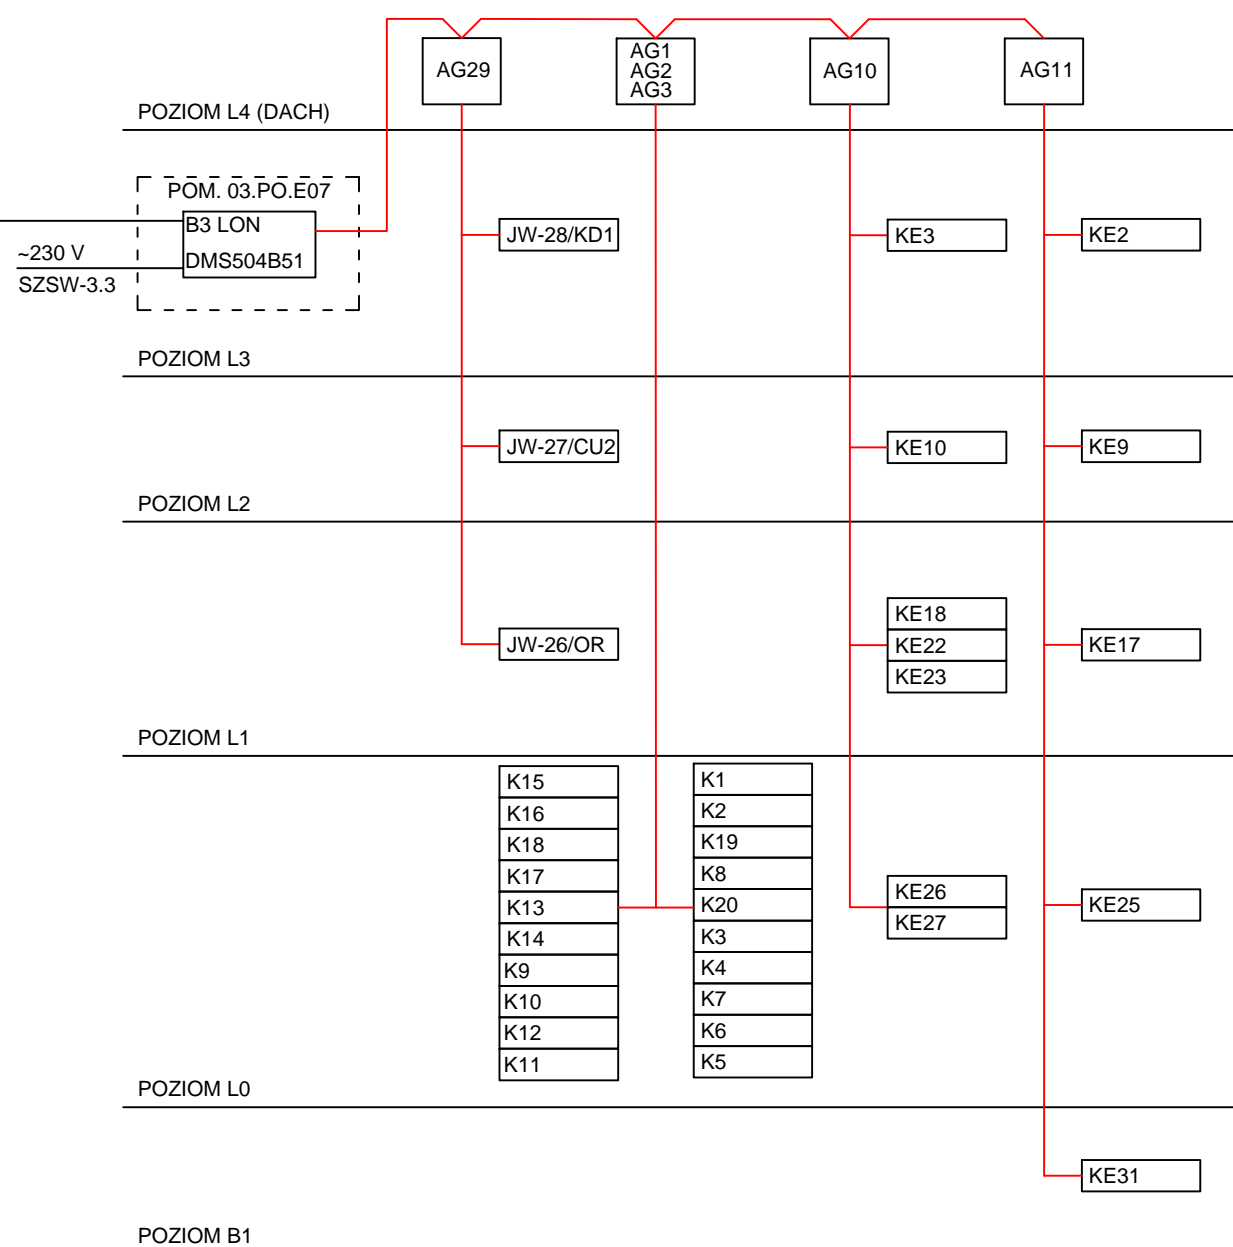 AG29
AG1
AG2
AG3
AG10
AG11
POZIOM L4 (DACH)
POM. 03.PO.E07
B3 LON
DMS504B51
~230 V
SZSW-3.3
JW-28/KD1
KE3
KE2
POZIOM L3
JW-27/CU2
KE10
KE9
POZIOM L2
JW-26/OR
KE18
KE22
KE23
KE17
POZIOM L1
K15
K16
K18
K17
K13
K14
K9
K10
K12
K11
K1
K2
K19
K8
K20
K3
K4
K7
K6
K5
KE26
KE27
KE25
POZIOM L0
KE31
POZIOM B1